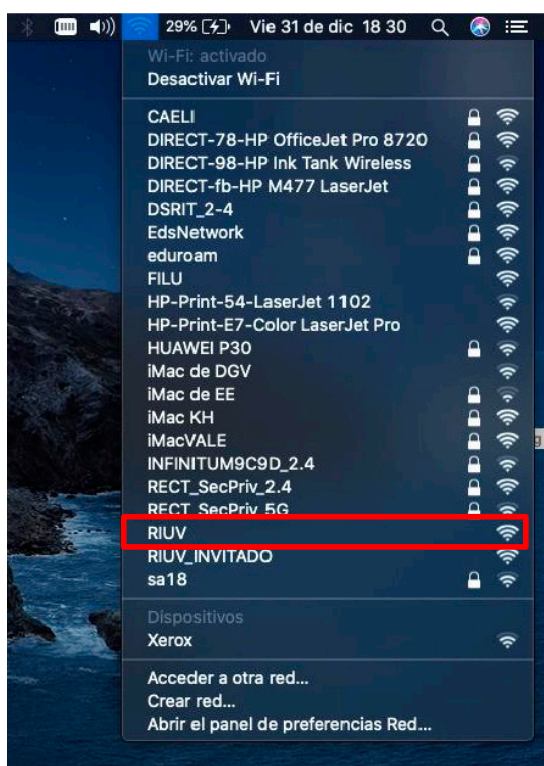 29% Vie 31 de dic 18 30
Wi-Fi: activado
Desactivar Wi-Fi
CAELI
DIRECT-78-HP OfficeJet Pro 8720
DIRECT-98-HP Ink Tank Wireless
DIRECT-fb-HP M477 LaserJet
DSRIT_2-4
EdsNetwork
eduroam
FILU
HP-Print-54-LaserJet 1102
HP-Print-E7-Color LaserJet Pro
HUAWEI P30
iMac de DGV
iMac de EE
iMac KH
iMacVALE
INFINITUM9C9D_2.4
RECT_SecPriv_2.4
RECT_SecPriv_5G
RIUV
RIUV_INVITADO
sa18
Dispositivos
Xerox
Acceder a otra red...
Crear red...
Abrir el panel de preferencias Red...
g